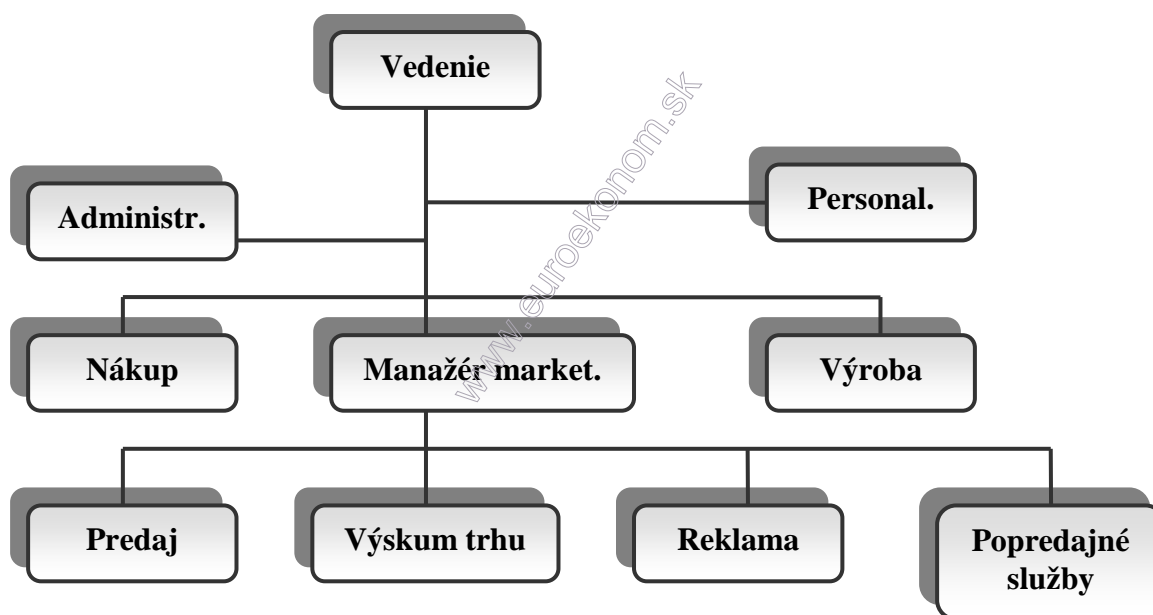 Vedenie
www.euroekonom.sk
Administr.
Personal.
Nákup
Manažér market.
Výroba
Predaj
Výskum trhu
Reklama
Popredajné
služby